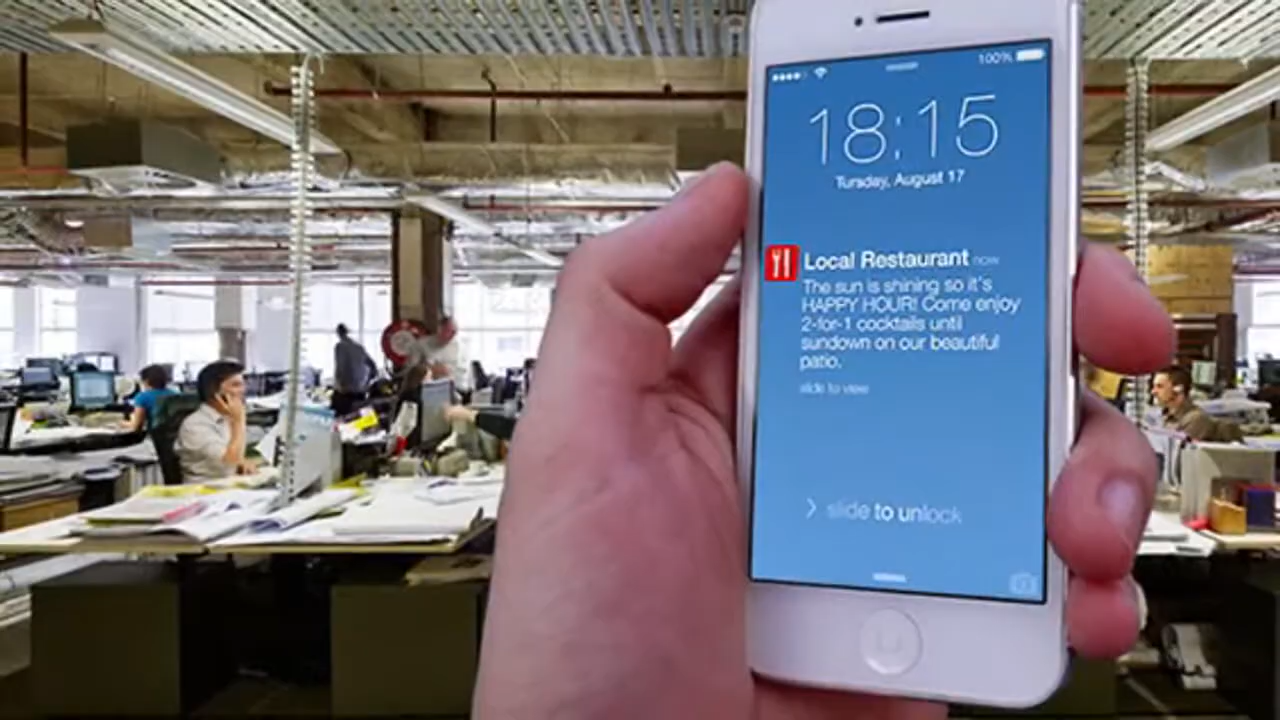 100%
18:15
Tursday, August 17
Local Restaurant now
The sun is shining so it's
HAPPY HOUR! Come enjoy
2-for-1 cocktails until
sundown on our beautiful
patio.
slide to view
> slide to unlock